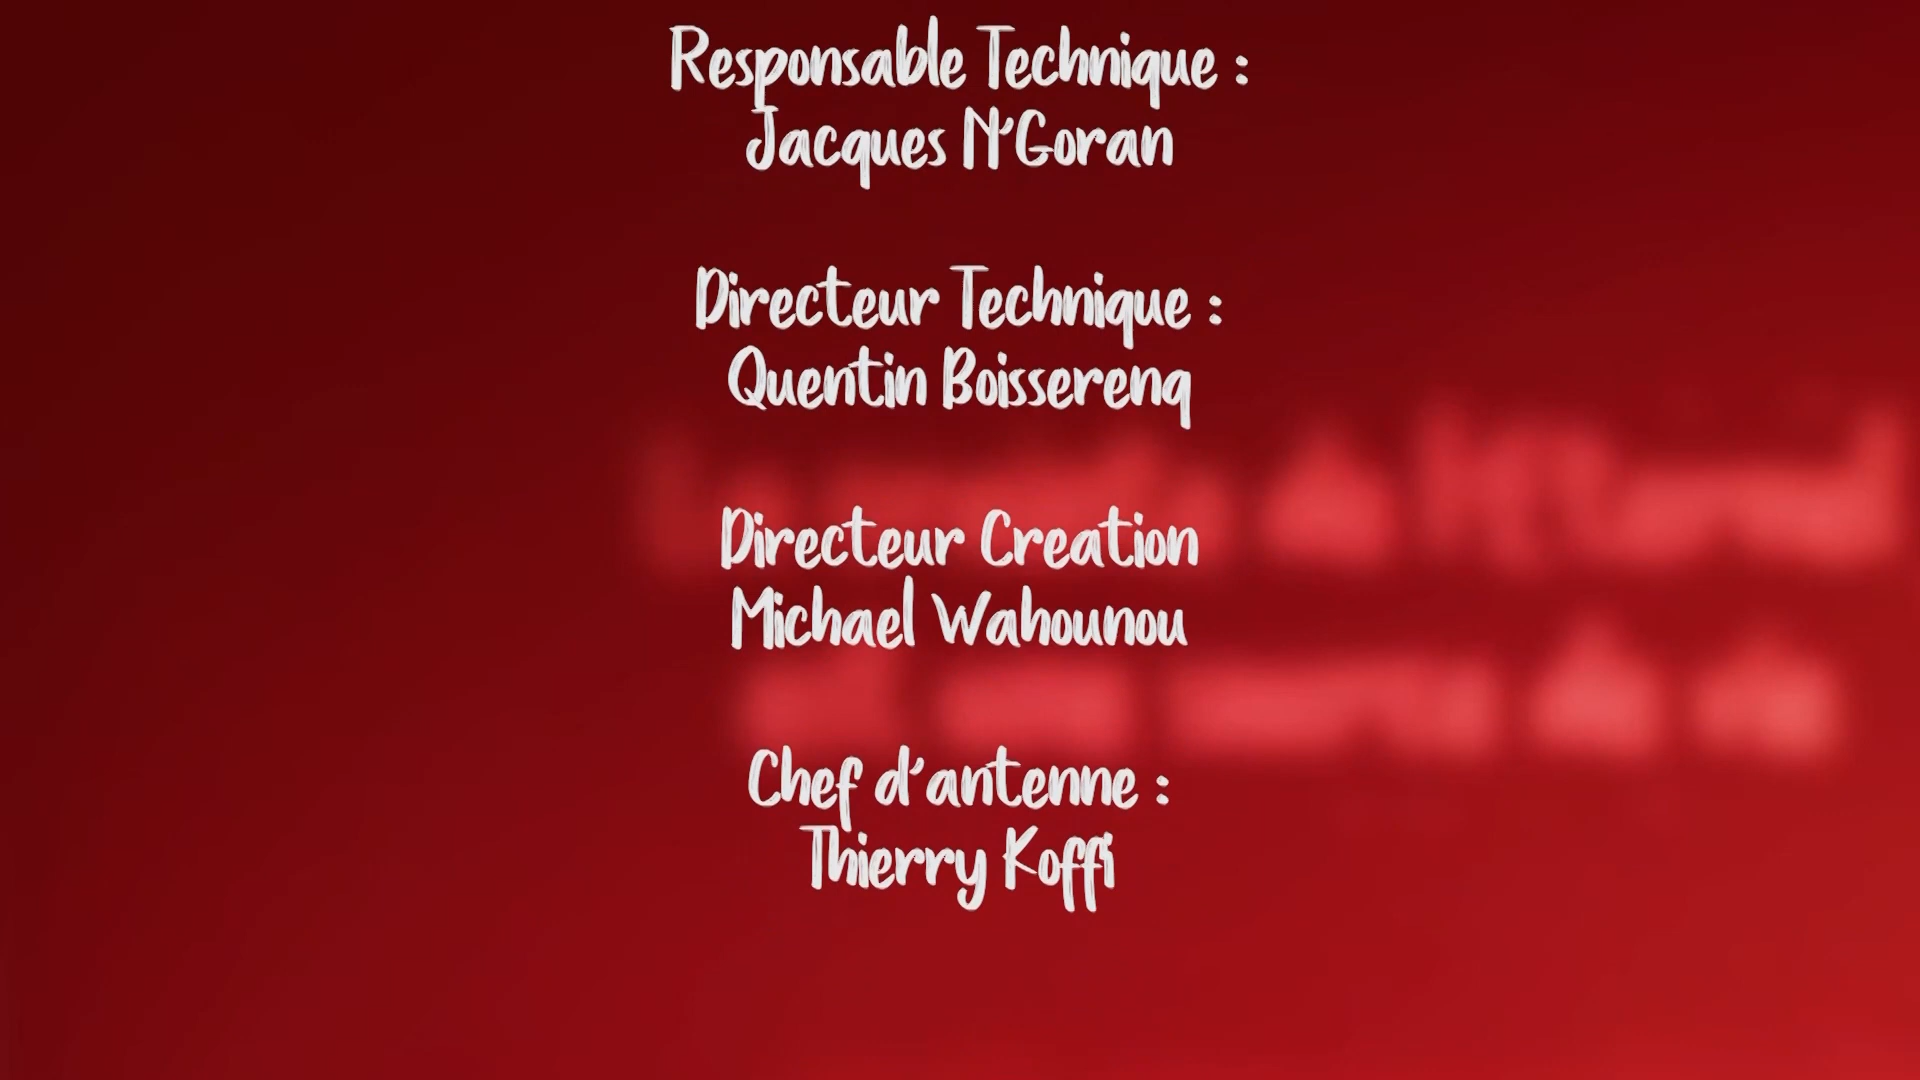 Responsable Technique :
Jacques N'Goran
Directeur Technique :
Quentin Boisserenq
Directeur Creation
Michael Wahounou
Chef d'antenne :
Thierry Koffi